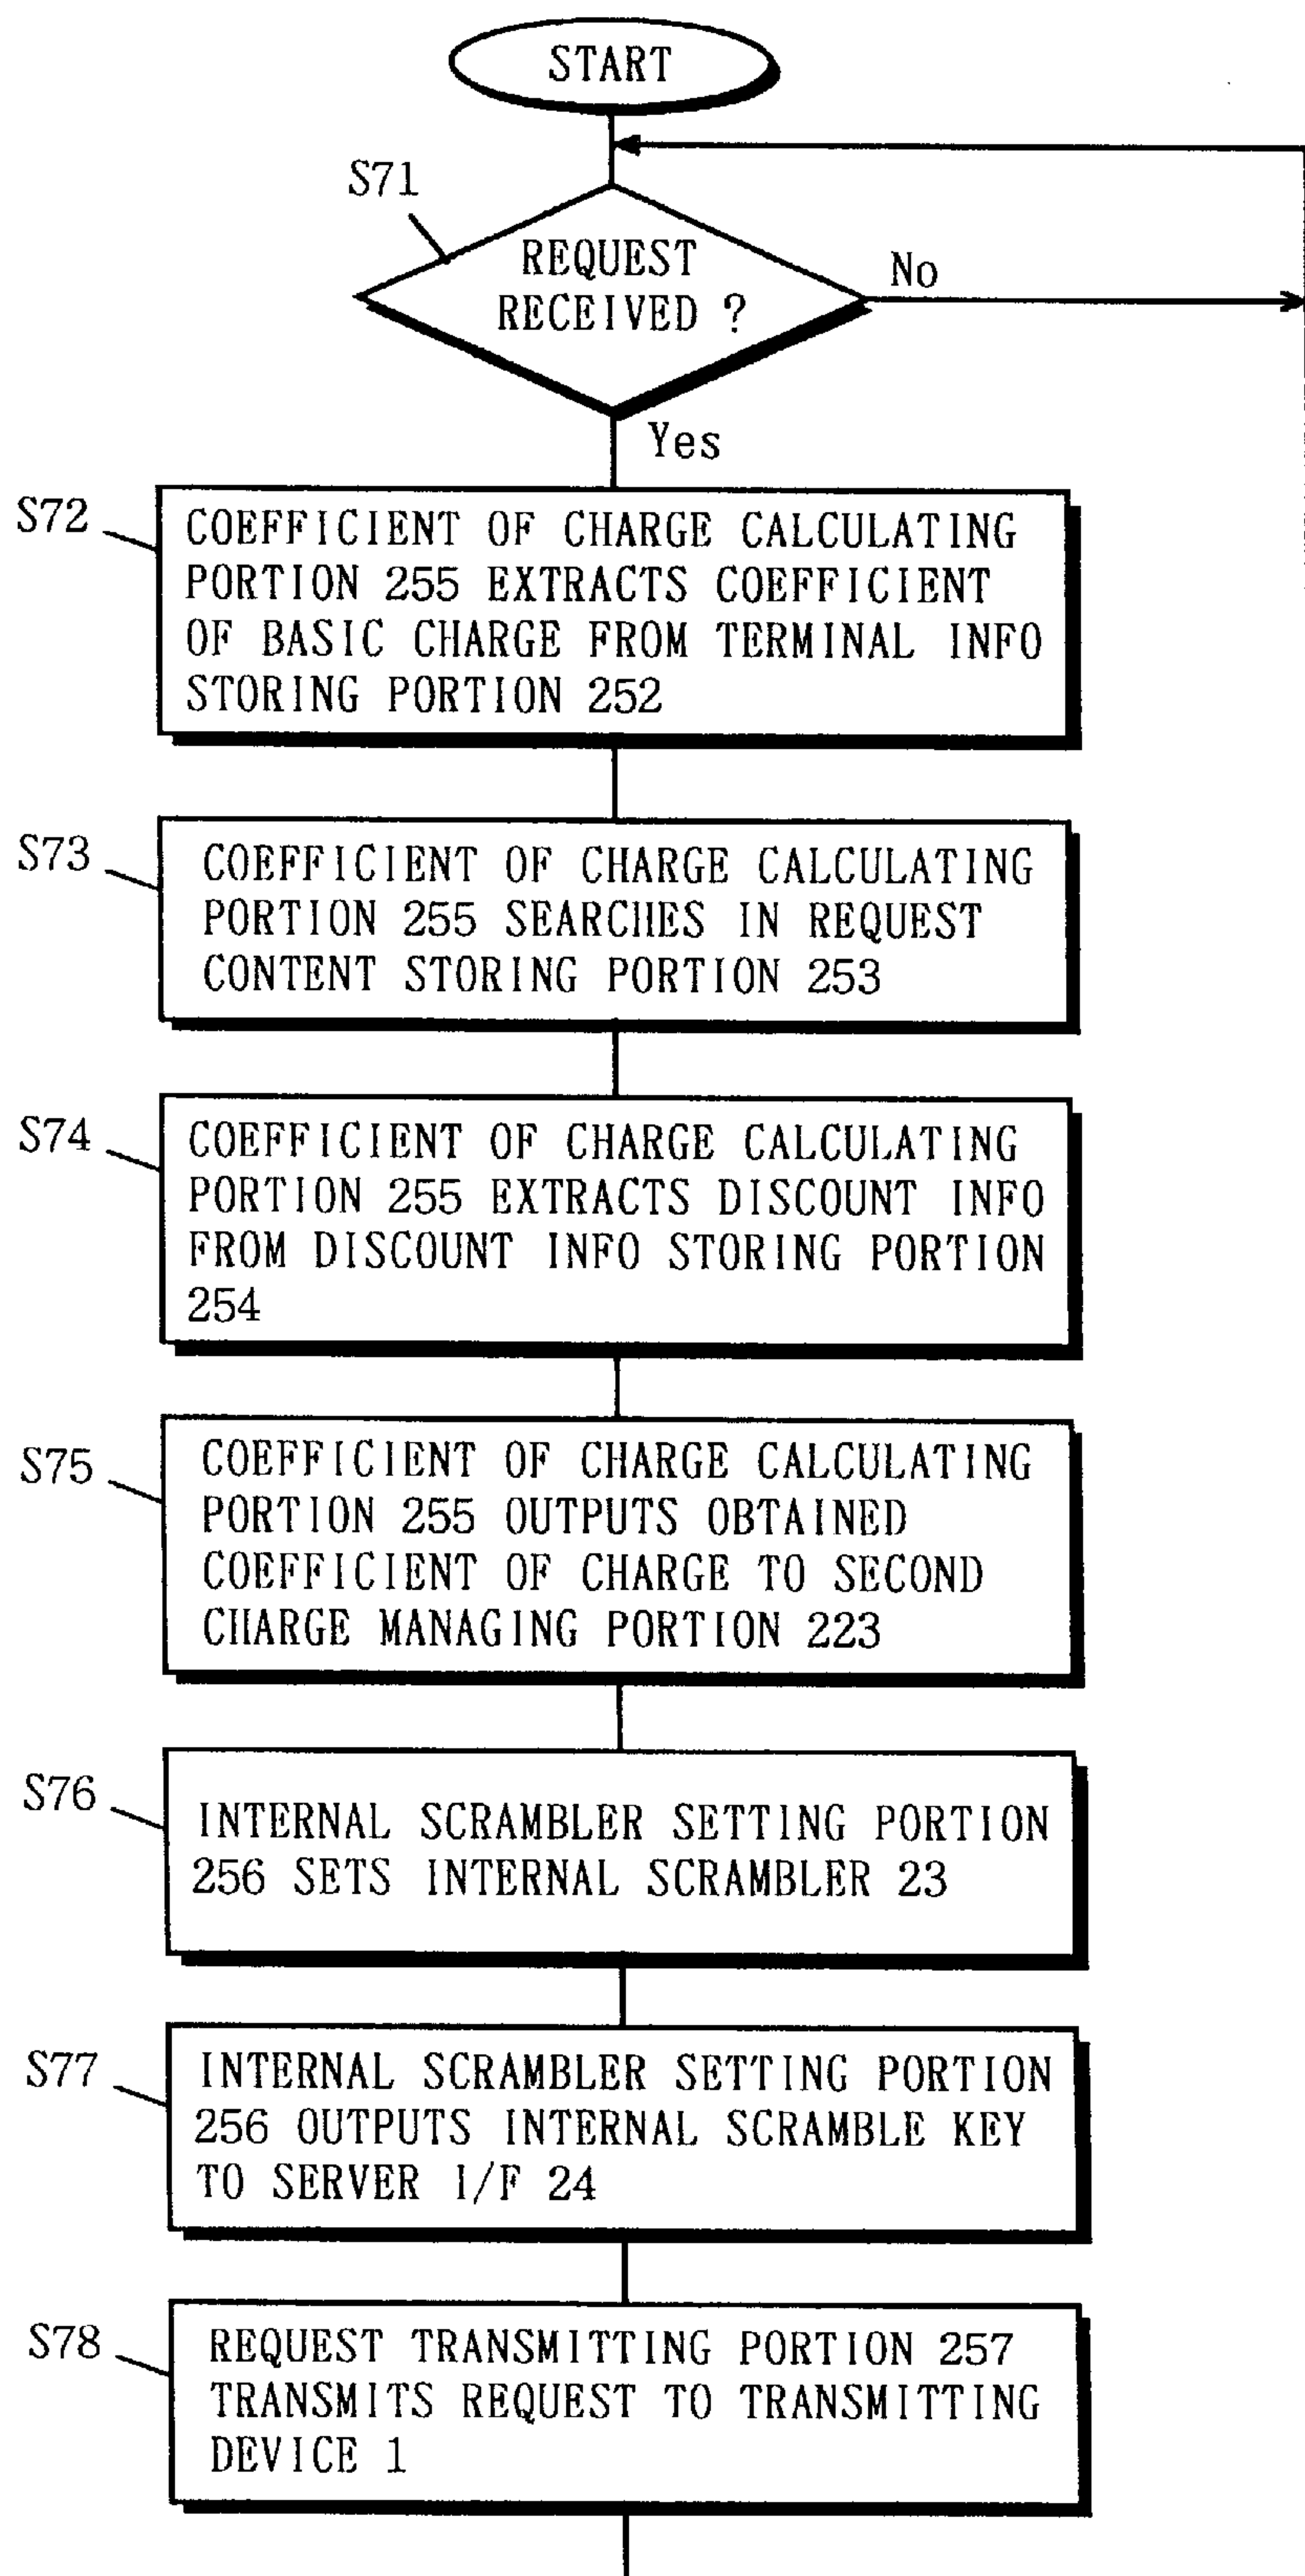 START
S71
REQUEST
RECEIVED ?
No
Yes
S72
COEFFICIENT OF CHARGE CALCULATING
PORTION 255 EXTRACTS COEFFICIENT
OF BASIC CHARGE FROM TERMINAL INFO
STORING PORTION 252
S73
COEFFICIENT OF CHARGE CALCULATING
PORTION 255 SEARCHES IN REQUEST
CONTENT STORING PORTION 253
S74
COEFFICIENT OF CHARGE CALCULATING
PORTION 255 EXTRACTS DISCOUNT INFO
FROM DISCOUNT INFO STORING PORTION
254
S75
COEFFICIENT OF CHARGE CALCULATING
PORTION 255 OUTPUTS OBTAINED
COEFFICIENT OF CHARGE TO SECOND
CHARGE MANAGING PORTION 223
S76
INTERNAL SCRAMBLER SETTING PORTION
256 SETS INTERNAL SCRAMBLER 23
S77
INTERNAL SCRAMBLER SETTING PORTION
256 OUTPUTS INTERNAL SCRAMBLE KEY
TO SERVER I/F 24
S78
REQUEST TRANSMITTING PORTION 257
TRANSMITS REQUEST TO TRANSMITTING
DEVICE 1